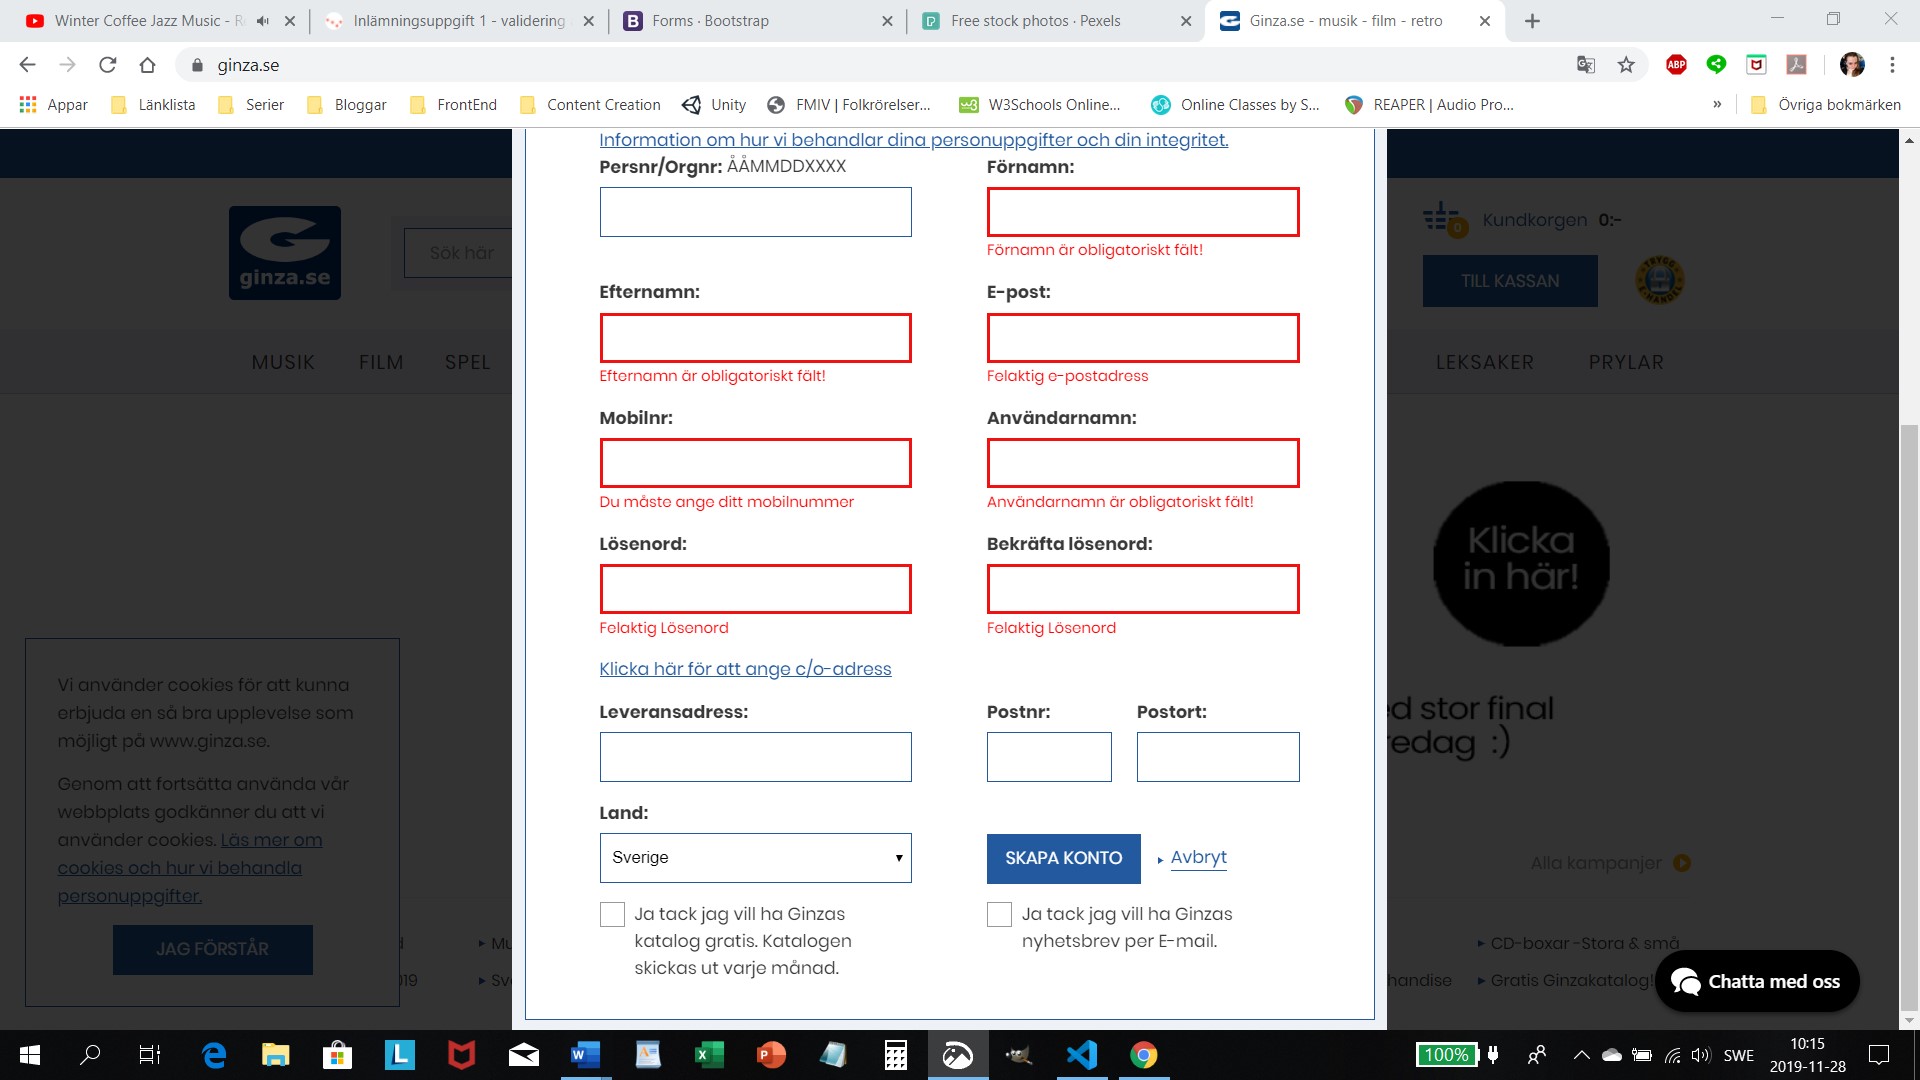 Winter Coffee Jazz Music - R
Inlämningsuppgift 1 - validering
Forms · Bootstrap
Free stock photos · Pexels
Ginza.se - musik - film - retro
ginza.se
ABP
Appar
Länklista
Serier
Bloggar
FrontEnd
Content Creation
Unity
FMIV | Folkrörelser...
W3Schools Online...
Online Classes by S...
REAPER | Audio Pro...
»
Övriga bokmärken
Information om hur vi behandlar dina personuppgifter och din integritet.
Persnr/Orgnr: ÅÅMMDDXXXX
Förnamn:
Förnamn är obligatoriskt fält!
Efternamn:
E-post:
Efternamn är obligatoriskt fält!
Felaktig e-postadress
Mobilnr:
Användarnamn:
Du måste ange ditt mobilnummer
Användarnamn är obligatoriskt fält!
Lösenord:
Bekräfta lösenord:
Felaktig Lösenord
Felaktig Lösenord
Klicka här för att ange c/o-adress
Leveransadress:
Postnr:
Postort:
Land:
Sverige
SKAPA KONTO
Avbryt
Ja tack jag vill ha Ginzas
katalog gratis. Katalogen
skickas ut varje månad.
Ja tack jag vill ha Ginzas
nyhetsbrev per E-mail.
ginza.se
Sök här
Kundkorgen 0:-
0
TILL KASSAN
TRYGG
E-HANDEL
MUSIK
FILM
SPEL
LEKSAKER
PRYLAR
Klicka
in här!
d stor final
redag :)
Alla kampanjer
Vi använder cookies för att kunna
erbjuda en så bra upplevelse som
möjligt på www.ginza.se.
Genom att fortsätta använda vår
webbplats godkänner du att vi
använder cookies. Läs mer om
cookies och hur vi behandla
personuppgifter.
JAG FÖRSTÅR
d
Mu
CD-boxar -Stora & små
2019
Sv
handise
Gratis Ginzakatalog!
Chatta med oss
100%
SWE
10:15
2019-11-28